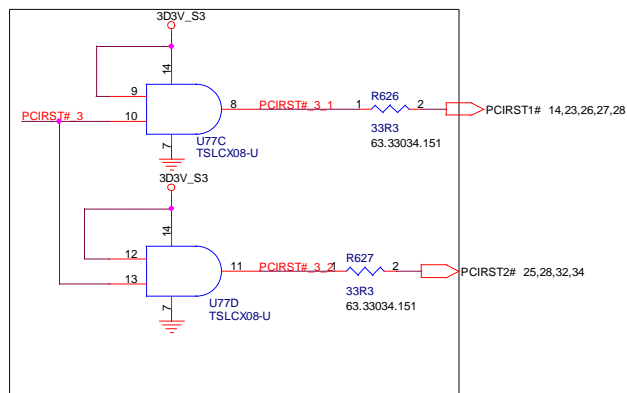 3D3V_S3
14
9
8
PCIRST#_3_1
1
R626
2
PCIRST1# 14,23,26,27,28
PCIRST#_3
10
33R3
7
U77C
TSLCX08-U
63.33034.151
3D3V_S3
14
12
11
PCIRST#_3_2
1
R627
2
PCIRST2# 25,28,32,34
13
33R3
7
U77D
TSLCX08-U
63.33034.151